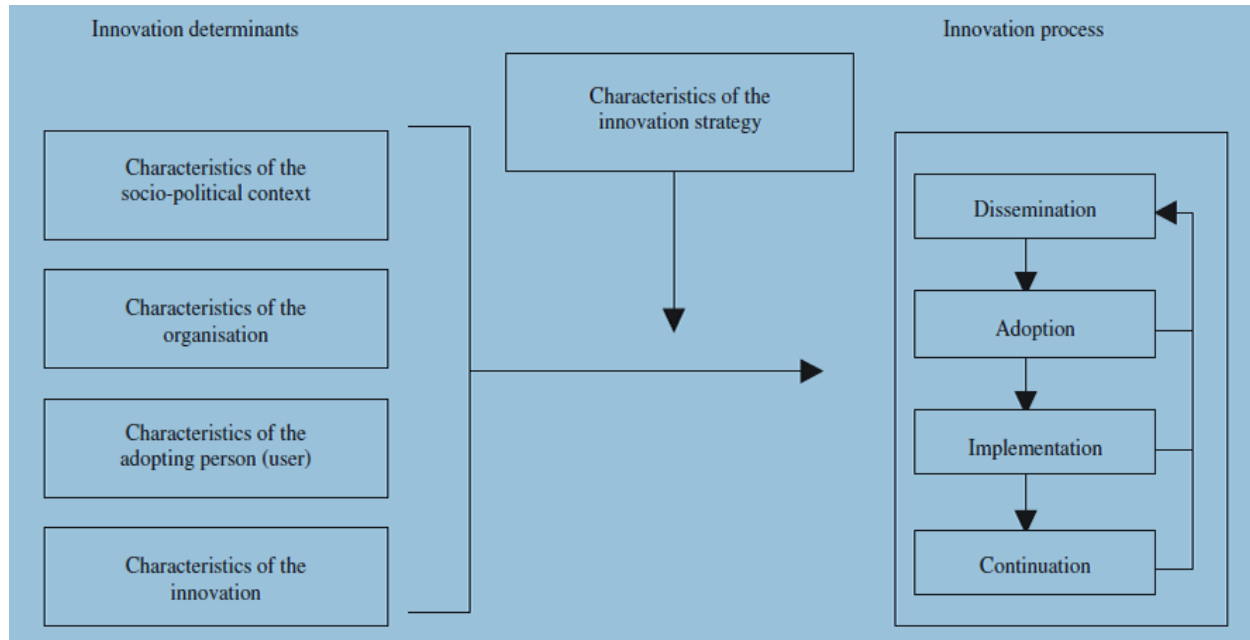 Innovation determinants
Innovation process
Characteristics of the
innovation strategy
Characteristics of the
socio-political context
Characteristics of the
organisation
Characteristics of the
adopting person (user)
Characteristics of the
innovation
Dissemination
Adoption
Implementation
Continuation